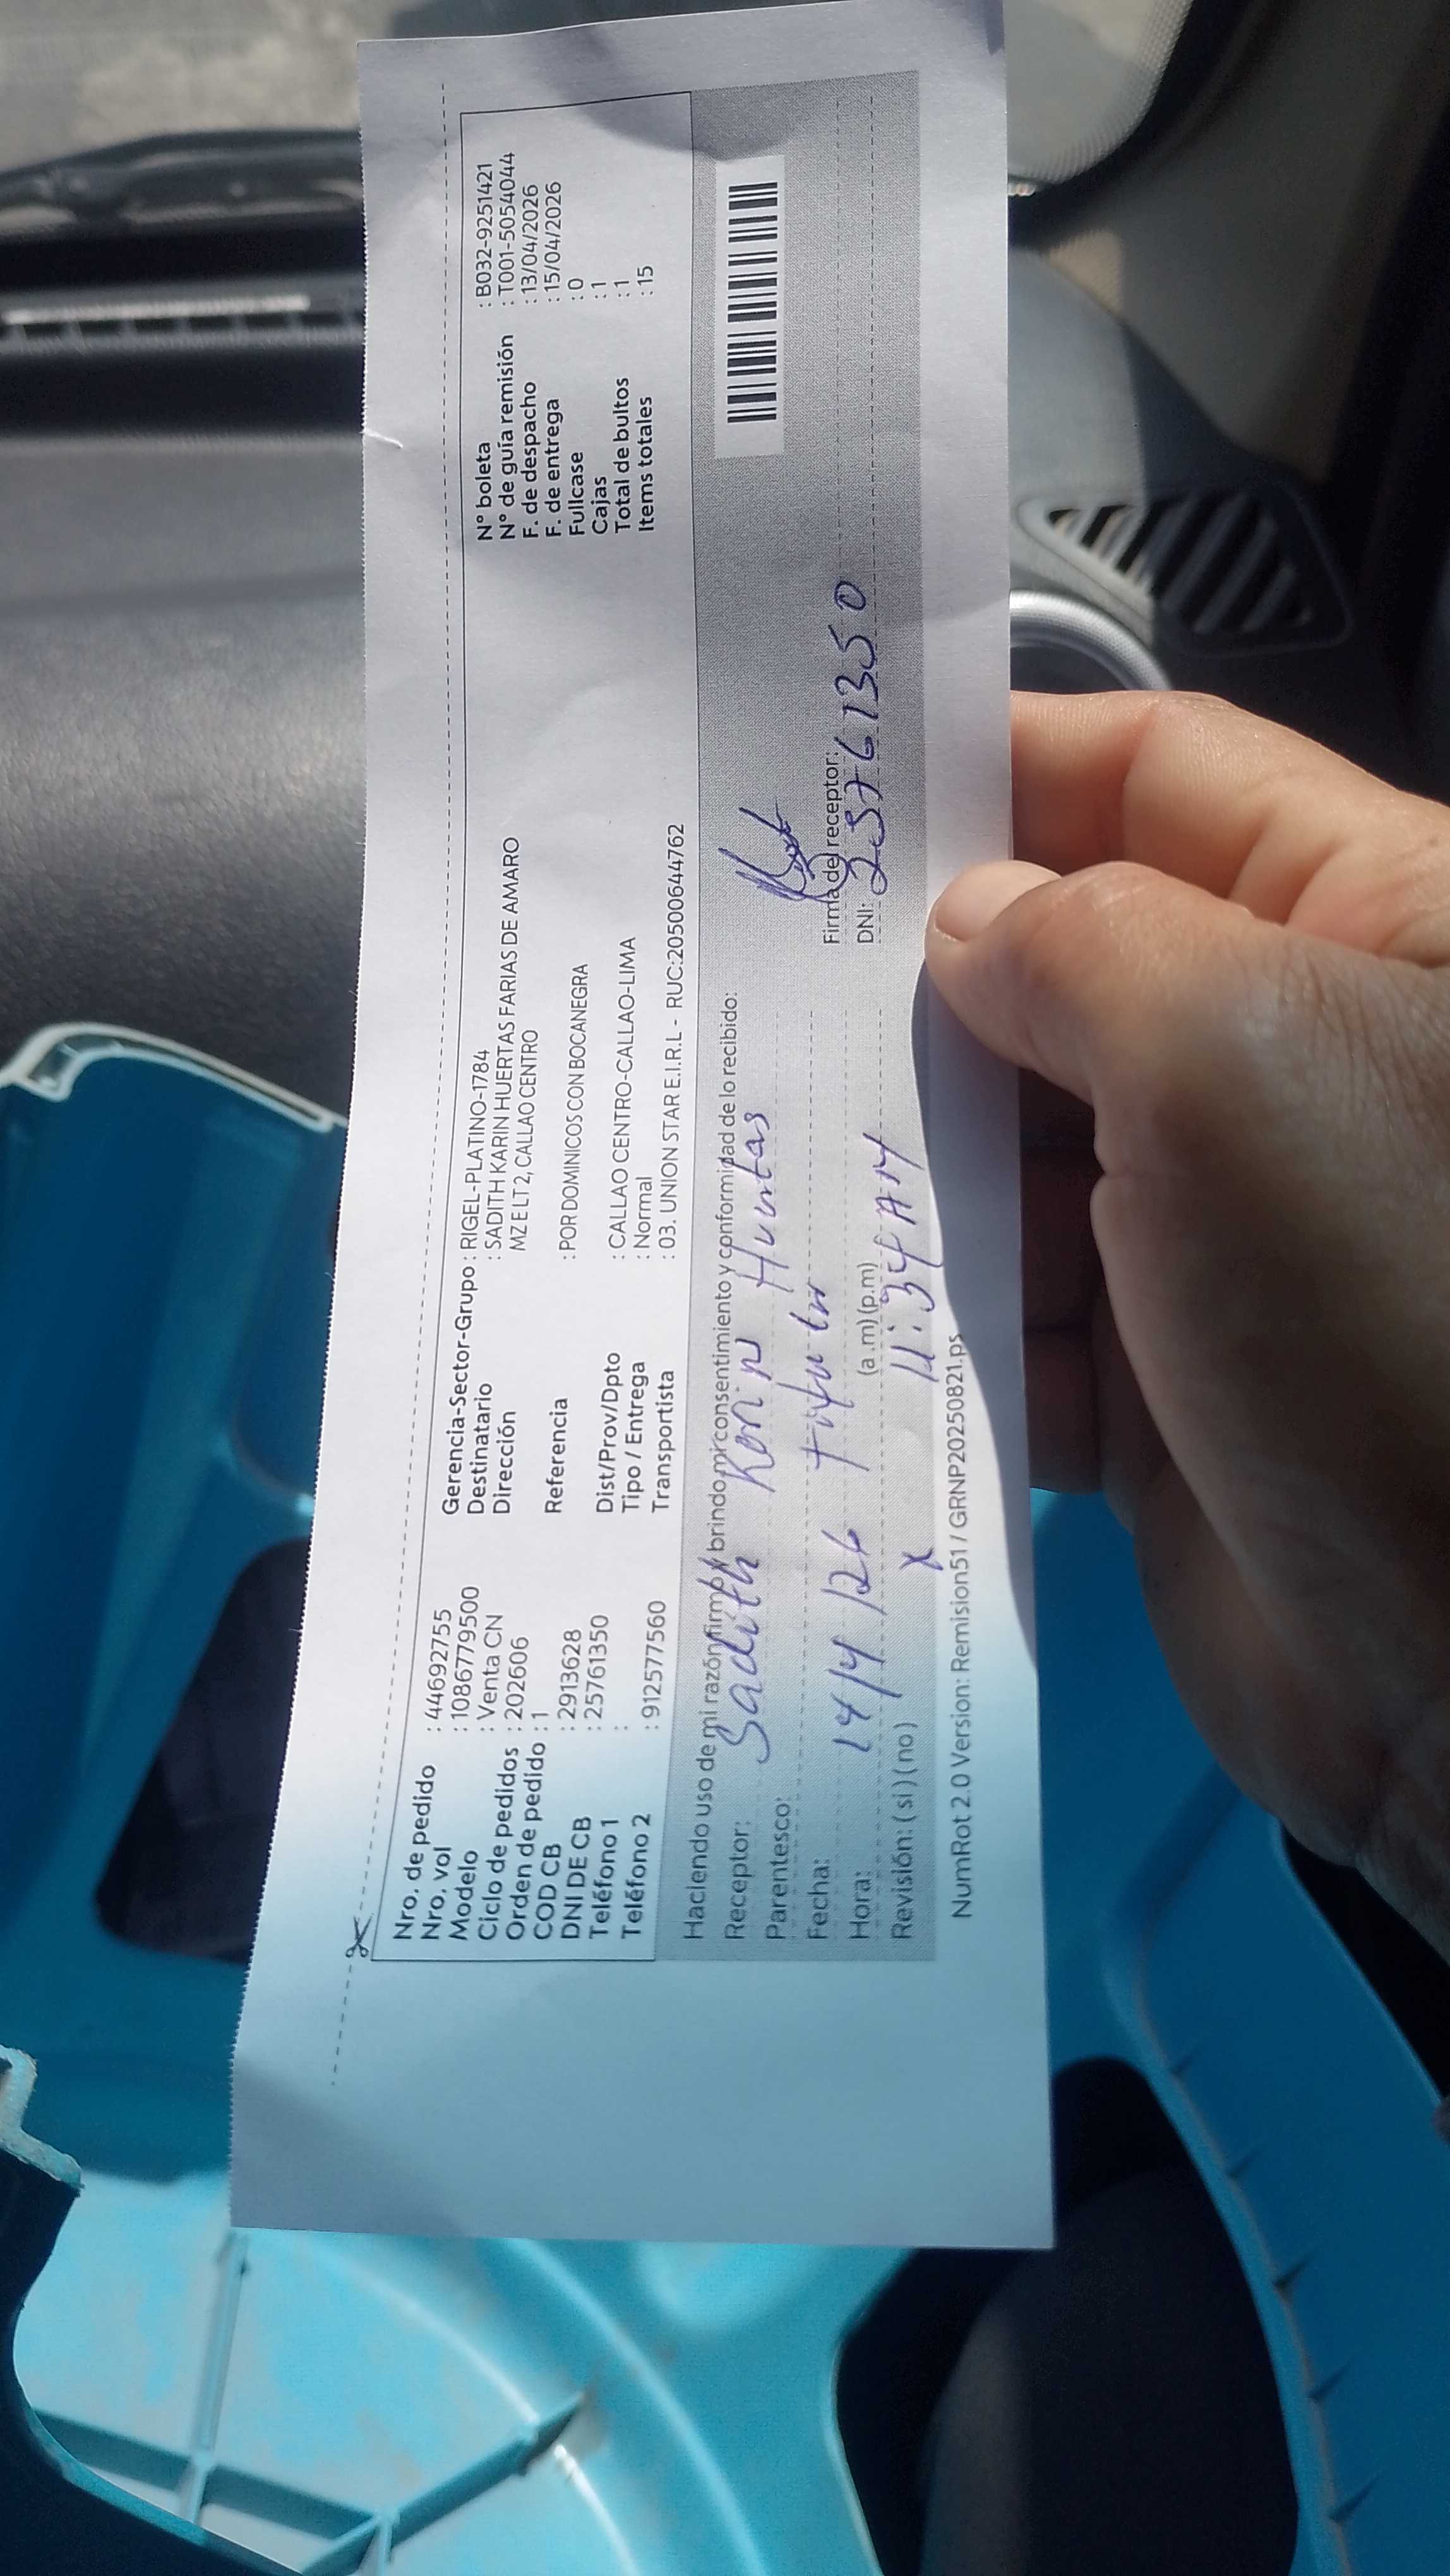 Nro. de pedido : 44692755
Nro. vol : 1086779500
Modelo : Venta CN
Ciclo de pedidos : 202606
Orden de pedido : 1
COD CB : 2913628
DNI DE CB : 25761350
Teléfono 1 :
Teléfono 2 : 912577560
Gerencia-Sector-Grupo : RIGEL-PLATINO-1784
Destinatario : SADITH KARIN HUERTAS FARIAS DE AMARO
Dirección MZ E LT 2, CALLAO CENTRO
Referencia : POR DOMINICOS CON BOCANEGRA
Dist/Prov/Dpto : CALLAO CENTRO-CALLAO-LIMA
Tipo / Entrega : Normal
Transportista : 03. UNION STAR E.I.R.L - RUC:20500644762
N° boleta : B032-9251421
N° de guía remisión : T001-5054044
F. de despacho : 13/04/2026
F. de entrega : 15/04/2026
Fullcase : 0
Cajas : 1
Total de bultos : 1
Items totales : 15
Haciendo uso de mi razón firmo y brindo mi consentimiento y conformidad de lo recibido:
Receptor: Sadith Karin Huertas
Parentesco:
Fecha: 14/4/26
Hora: (a.m)(p.m) 11:34 AM
Revisión: (si)(no) x
Firma del receptor:
DNI: 25761350
NumRot 2.0 Version: Remision51 / GRNP20250821.ps